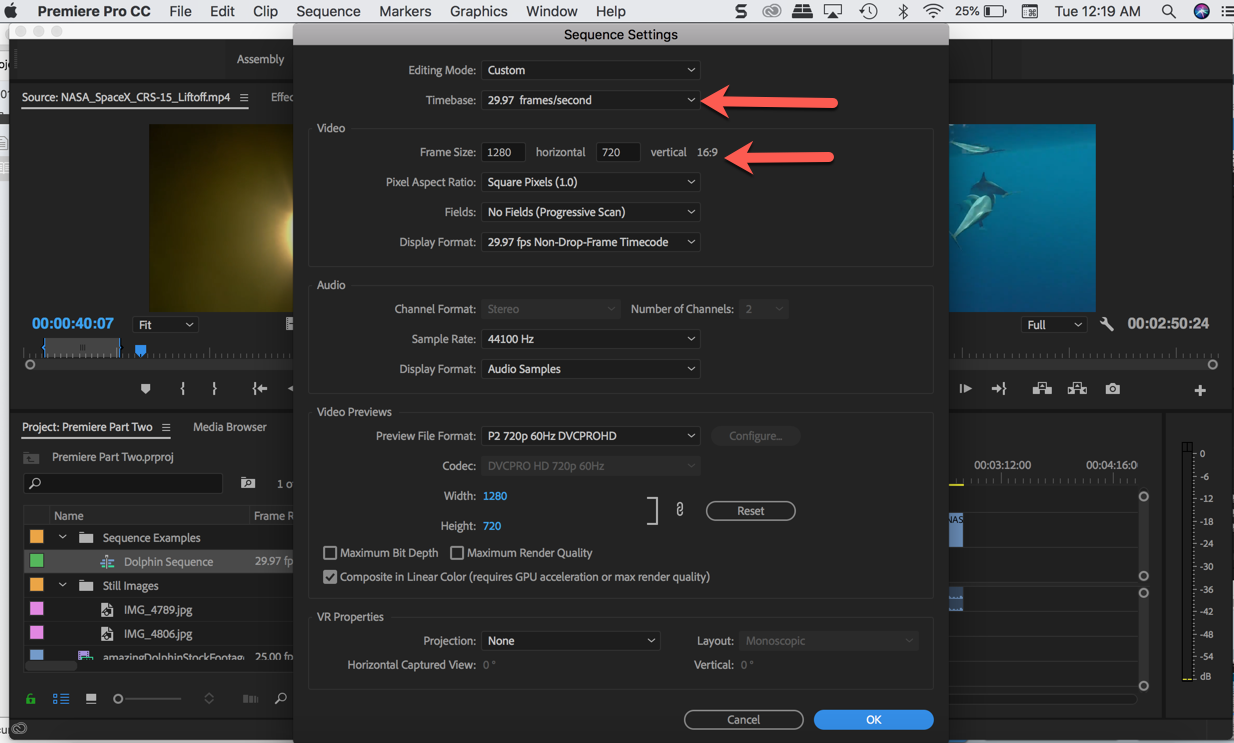 Premiere Pro CC File Edit Clip Sequence Markers Graphics Window Help 25% Tue 12:19 AM
Sequence Settings
Assembly
Source: NASA_SpaceX_CRS-15_Liftoff.mp4 Effec
Editing Mode: Custom
Timebase: 29.97 frames/second
Video
Frame Size: 1280 horizontal 720 vertical 16:9
Pixel Aspect Ratio: Square Pixels (1.0)
Fields: No Fields (Progressive Scan)
Display Format: 29.97 fps Non-Drop-Frame Timecode
Audio
Channel Format: Stereo Number of Channels: 2
Sample Rate: 44100 Hz
Display Format: Audio Samples
00:00:40:07 Fit
Full 00:02:50:24
Video Previews
Preview File Format: P2 720p 60Hz DVCPROHD Configure...
Codec: DVCPRO HD 720p 60Hz
Width: 1280
Height: 720
Reset
Maximum Bit Depth Maximum Render Quality
Composite in Linear Color (requires GPU acceleration or max render quality)
VR Properties
Projection: None Layout: Monoscopic
Horizontal Captured View: 0 ° Vertical: 0 °
Cancel OK
Project: Premiere Part Two Media Browser
Premiere Part Two.prproj
1 o
Name Frame R
Sequence Examples
Dolphin Sequence 29.97 fp
Still Images
IMG_4789.jpg
IMG_4806.jpg
amazingDolphinStockFootag 25.00 fp
00:03:12:00 00:04:16:0
NAS
0
-6
-12
-18
-24
-30
-36
-42
-48
-54
dB